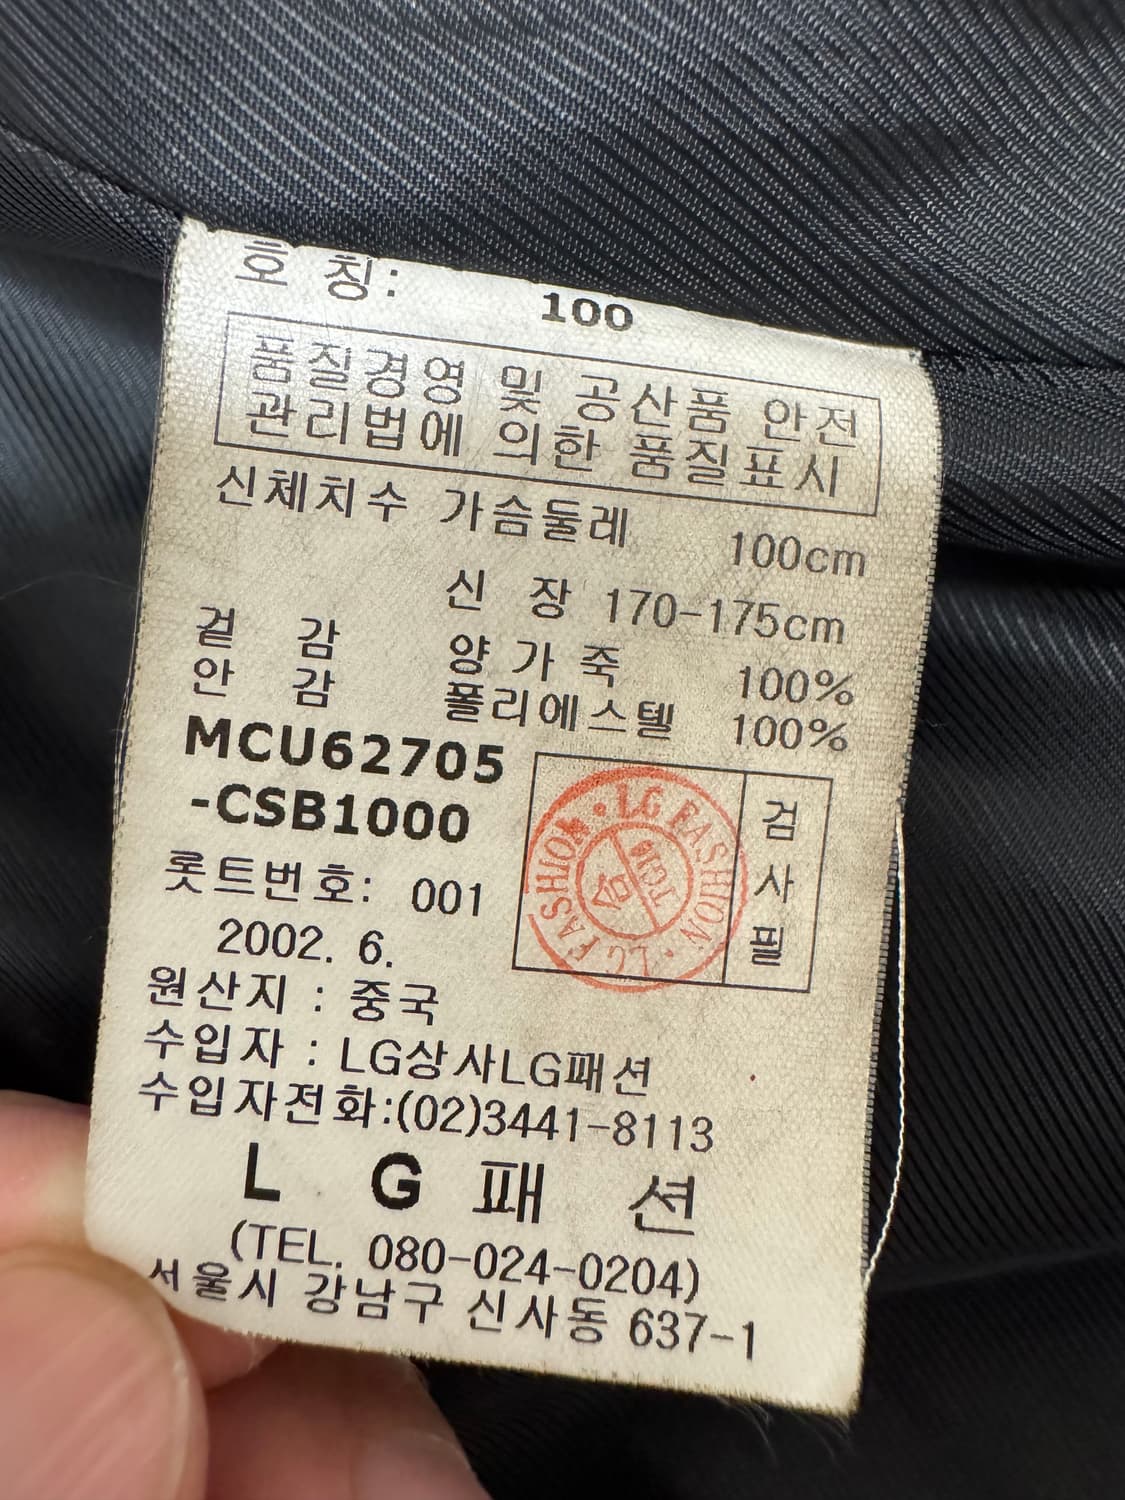 호 칭: 100
품질경영 및 공산품 안전
관리법에 의한 품질표시
신체치수 가슴둘레 100cm
신 장 170-175cm
겉 감 양가죽 100%
안 감 폴리에스텔 100%
MCU62705
-CSB1000
LG FASHION · LG FASHION
합
검사필
롯트번호: 001
2002. 6.
원산지 : 중국
수입자 : LG상사LG패션
수입자전화:(02)3441-8113
L G 패 션
(TEL. 080-024-0204)
서울시 강남구 신사동 637-1